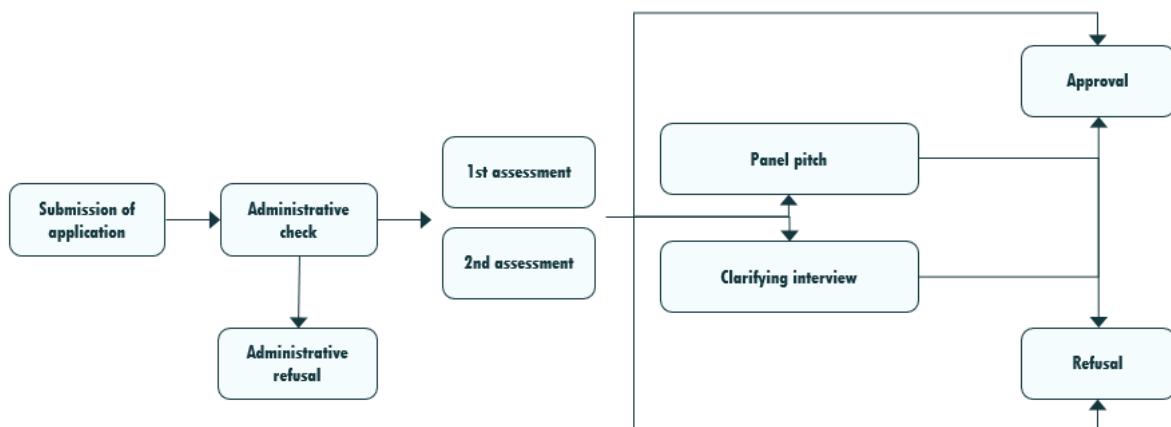 Submission of
application
Administrative
check
Administrative
refusal
1st assessment
2nd assessment
Panel pitch
Clarifying interview
Approval
Refusal